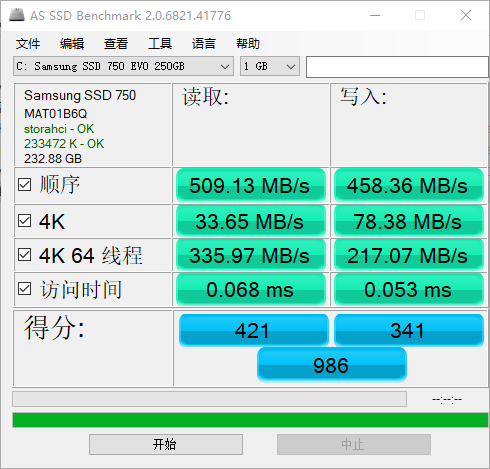 AS SSD Benchmark 2.0.6821.41776
文件 编辑 查看 工具 语言 帮助
C: Samsung SSD 750 EVO 250GB 1 GB
Samsung SSD 750
MAT01B6Q
storahci - OK
233472 K - OK
232.88 GB
读取: 写入:
顺序 509.13 MB/s 458.36 MB/s
4K 33.65 MB/s 78.38 MB/s
4K 64 线程 335.97 MB/s 217.07 MB/s
访问时间 0.068 ms 0.053 ms
得分: 421 341
986
--:--:--
开始 中止